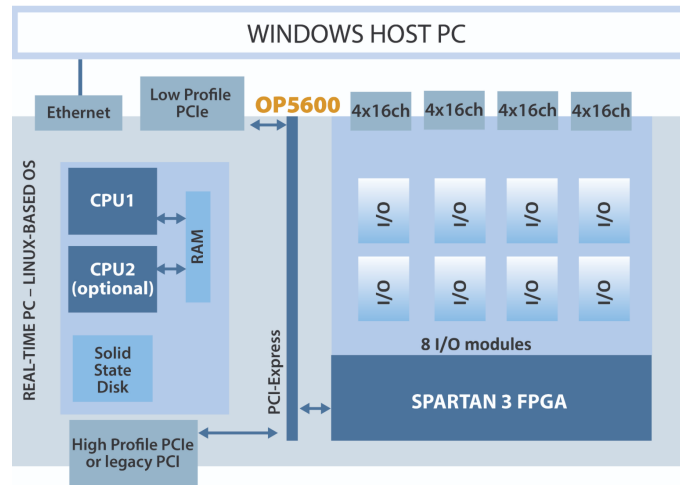 WINDOWS HOST PC
Ethernet
Low Profile
PCIe
OP5600
4x16ch
4x16ch
4x16ch
4x16ch
REAL-TIME PC – LINUX-BASED OS
CPU1
CPU2
(optional)
RAM
Solid
State
Disk
High Profile PCIe
or legacy PCI
PCI-Express
I/O
I/O
I/O
I/O
I/O
I/O
I/O
I/O
8 I/O modules
SPARTAN 3 FPGA